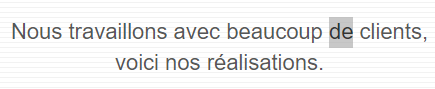 Nous travaillons avec beaucoup de clients,
voici nos réalisations.